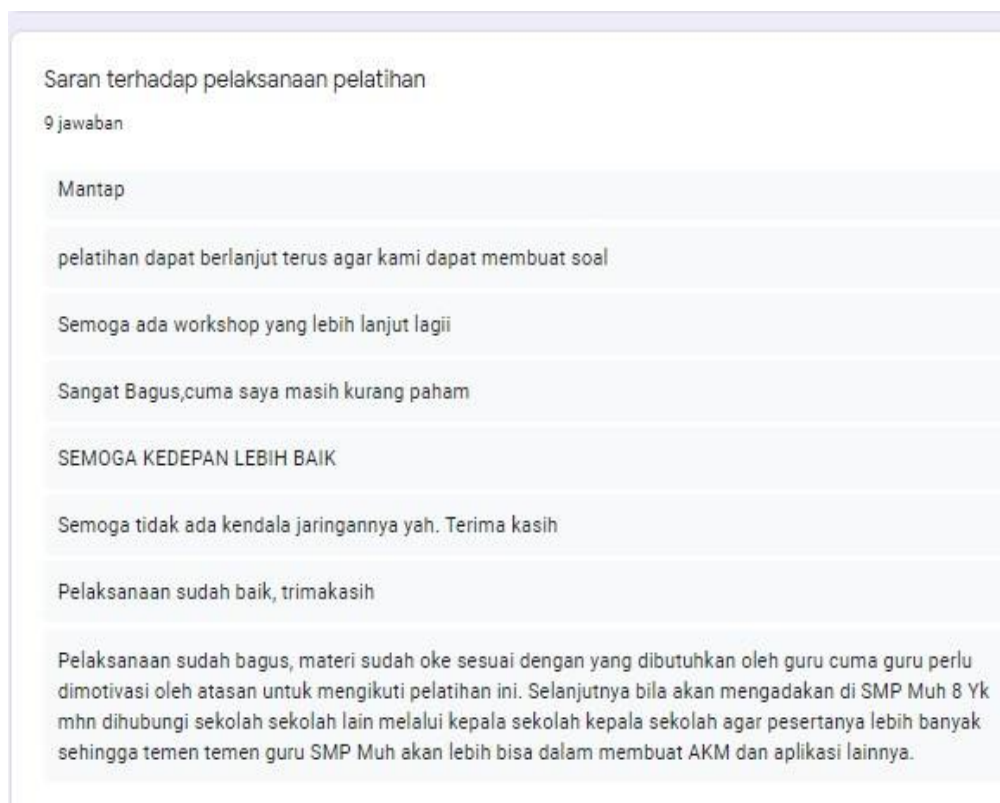 Saran terhadap pelaksanaan pelatihan
9 jawaban
Mantap
pelatihan dapat berlanjut terus agar kami dapat membuat soal
Semoga ada workshop yang lebih lanjut lagii
Sangat Bagus,cuma saya masih kurang paham
SEMOGA KEDEPAN LEBIH BAIK
Semoga tidak ada kendala jaringannya yah. Terima kasih
Pelaksanaan sudah baik, trimakasih
Pelaksanaan sudah bagus, materi sudah oke sesuai dengan yang dibutuhkan oleh guru cuma guru perlu
dimotivasi oleh atasan untuk mengikuti pelatihan ini. Selanjutnya bila akan mengadakan di SMP Muh 8 Yk
mhn dihubungi sekolah sekolah lain melalui kepala sekolah kepala sekolah agar pesertanya lebih banyak
sehingga temen temen guru SMP Muh akan lebih bisa dalam membuat AKM dan aplikasi lainnya.